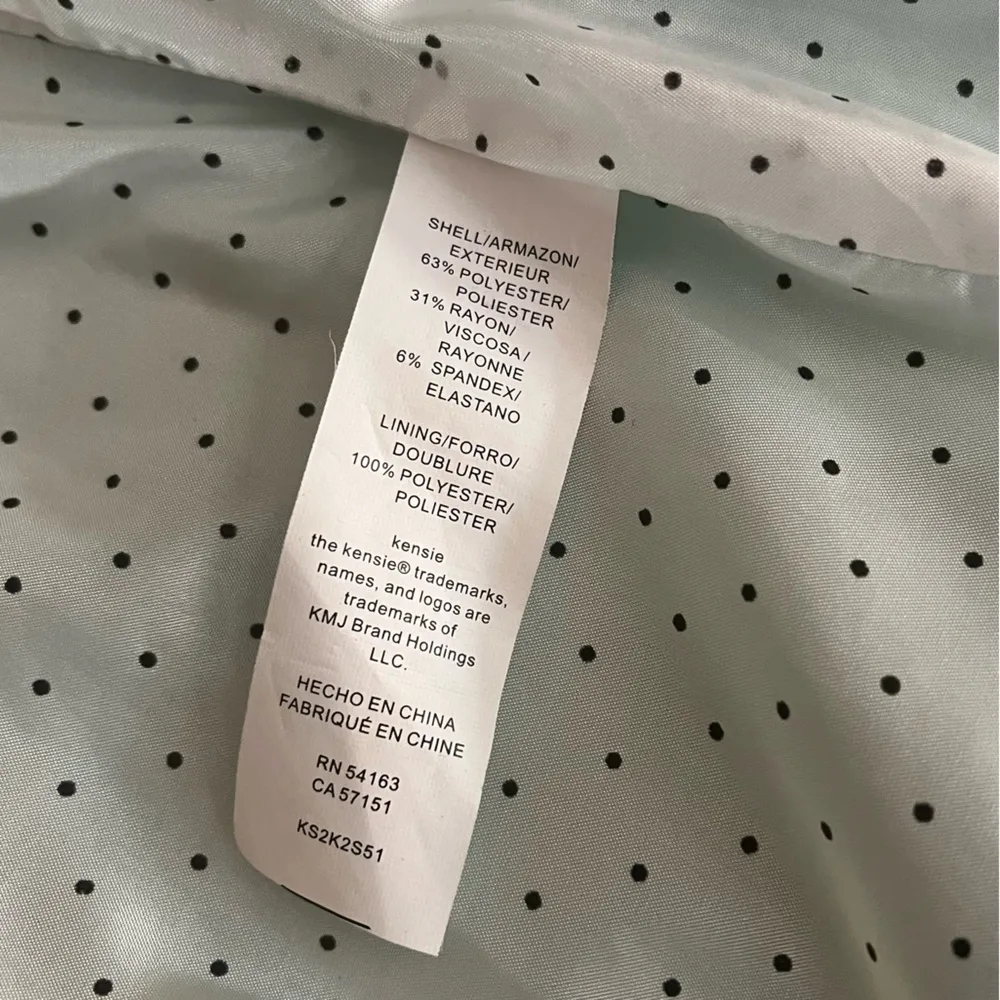 SHELL/ARMAZON/
EXTERIEUR
63% POLYESTER/
POLIESTER
31% RAYON/
VISCOSA/
RAYONNE
6% SPANDEX/
ELASTANO
LINING/FORRO/
DOUBLURE
100% POLYESTER/
POLIESTER
kensie
the kensie® trademarks,
names, and logos are
trademarks of
KMJ Brand Holdings
LLC.
HECHO EN CHINA
FABRIQUÉ EN CHINE
RN 54163
CA 57151
KS2K2S51